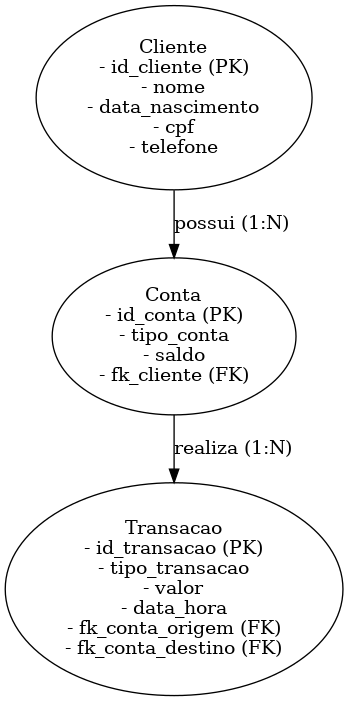 Cliente
- id_cliente (PK)
- nome
- data_nascimento
- cpf
- telefone
possui (1:N)
Conta
- id_conta (PK)
- tipo_conta
- saldo
- fk_cliente (FK)
realiza (1:N)
Transacao
- id_transacao (PK)
- tipo_transacao
- valor
- data_hora
- fk_conta_origem (FK)
- fk_conta_destino (FK)